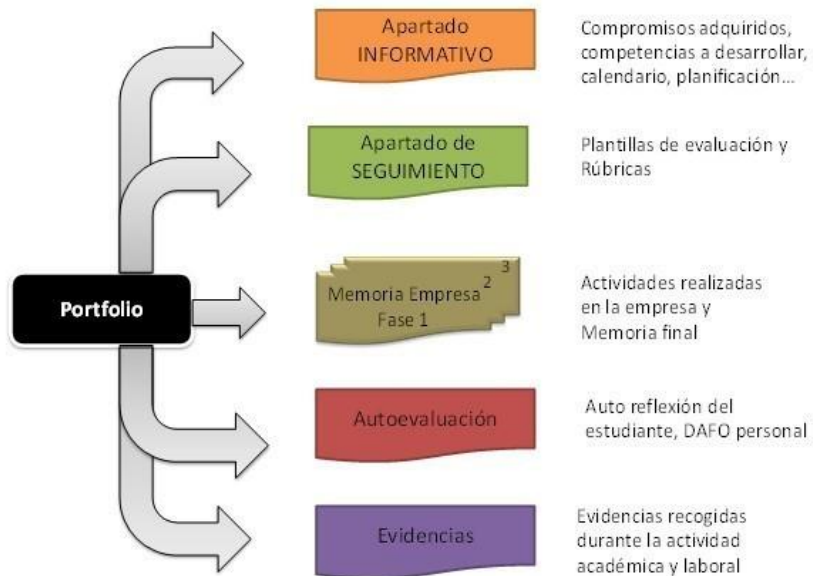 Apartado
INFORMATIVO
Compromisos adquiridos,
competencias a desarrollar,
calendario, planificación...
Apartado de
SEGUIMIENTO
Plantillas de evaluación y
Rúbricas
Portfolio
3
2
Memoria Empresa
Fase 1
Actividades realizadas
en la empresa y
Memoria final
Autoevaluación
Auto reflexión del
estudiante, DAFO personal
Evidencias
Evidencias recogidas
durante la actividad
académica y laboral